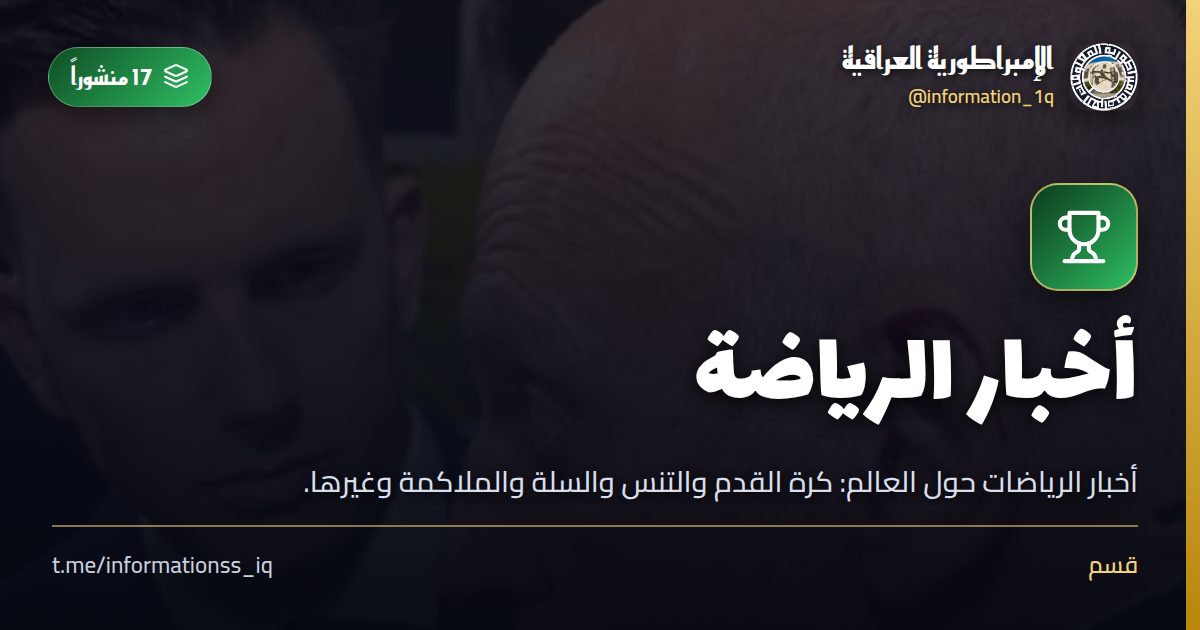 الإمبراطورية العراقية
@information_1q
17 منشوراً
أخبار الرياضة
أخبار الرياضات حول العالم: كرة القدم والتنس والسلة والملاكمة وغيرها.
قسم
t.me/informationss_iq